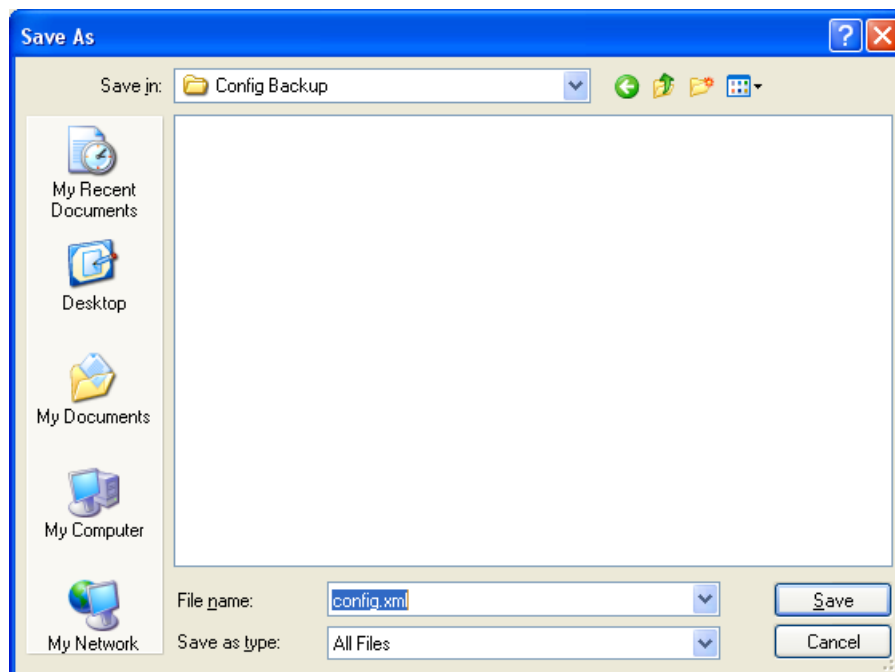 Save As
Save in:
Config Backup
My Recent
Documents
Desktop
My Documents
My Computer
My Network
File name:
config.xml
Save
Save as type:
All Files
Cancel